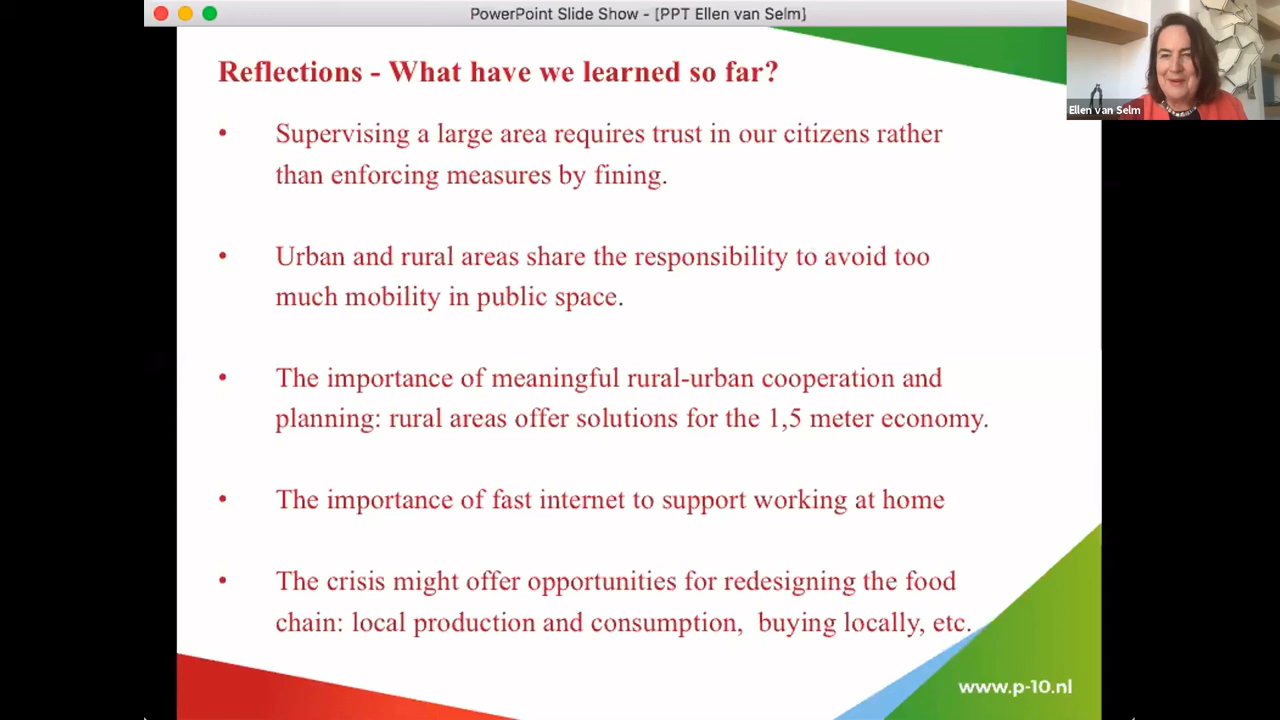 PowerPoint Slide Show - [PPT Ellen van Selm]
Ellen van Selm
Reflections - What have we learned so far?
• Supervising a large area requires trust in our citizens rather
than enforcing measures by fining.
• Urban and rural areas share the responsibility to avoid too
much mobility in public space.
• The importance of meaningful rural-urban cooperation and
planning: rural areas offer solutions for the 1,5 meter economy.
• The importance of fast internet to support working at home
• The crisis might offer opportunities for redesigning the food
chain: local production and consumption,  buying locally, etc.
www.p-10.nl